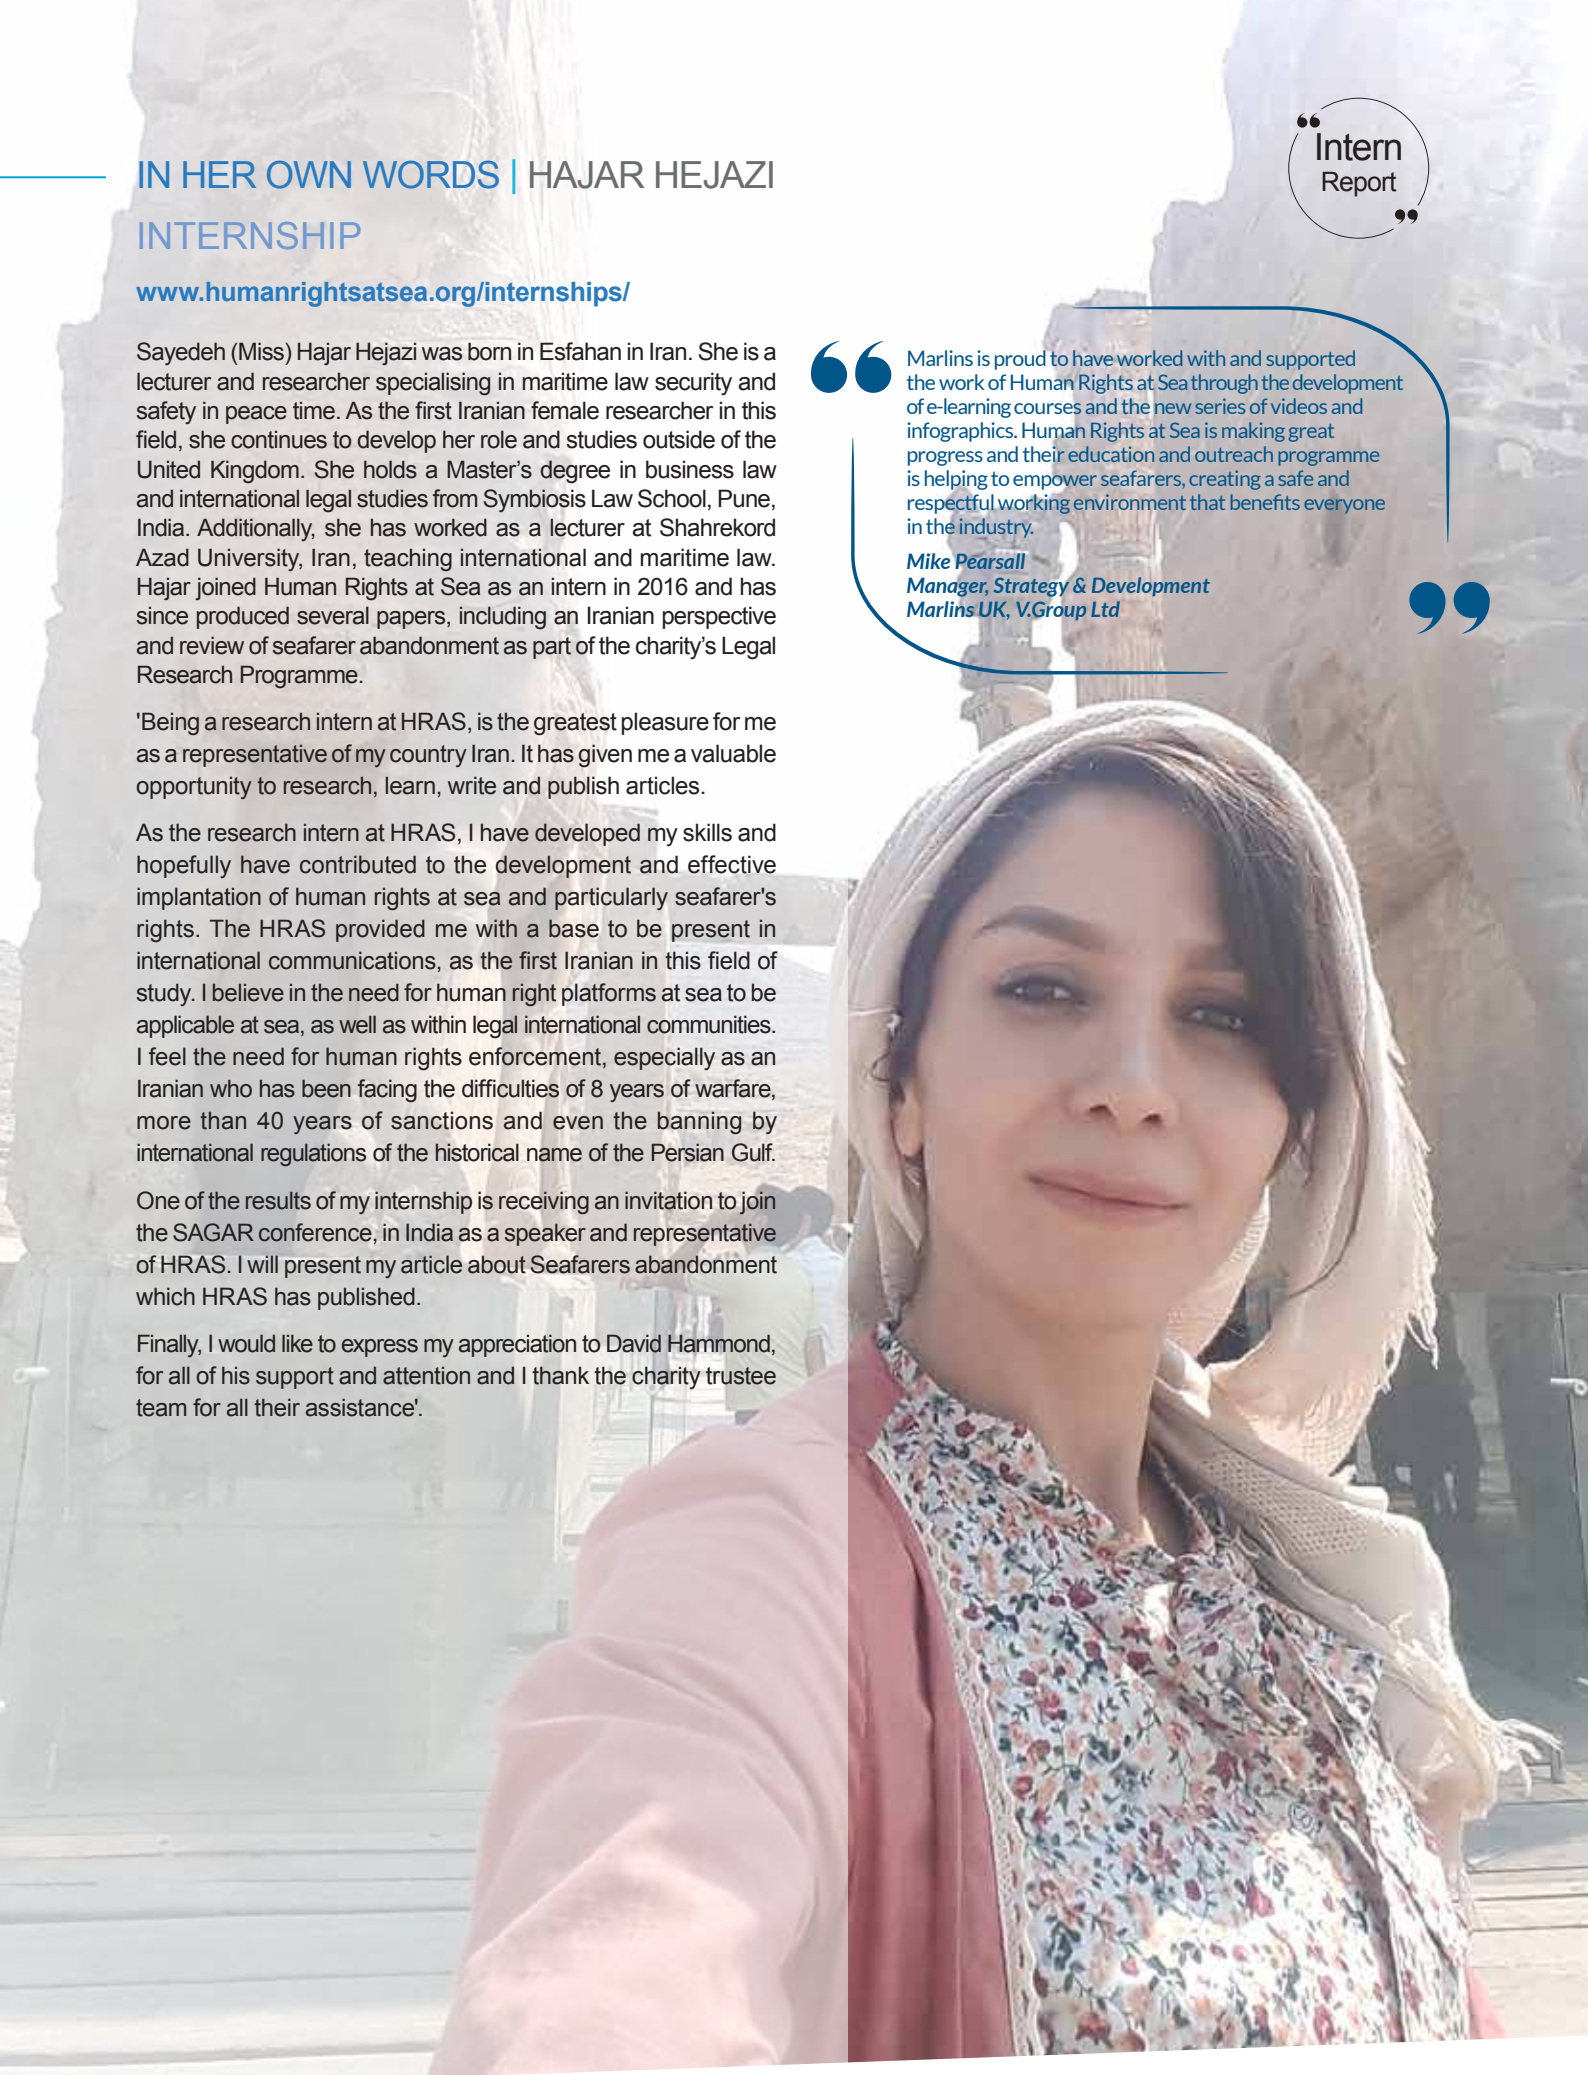 IN HER OWN WORDS | HAJAR HEJAZI
INTERNSHIP
www.humanrightsatsea.org/internships/
Sayedeh (Miss) Hajar Hejazi was born in Esfahan in Iran. She is a
lecturer and researcher specialising in maritime law security and
safety in peace time. As the first Iranian female researcher in this
field, she continues to develop her role and studies outside of the
United Kingdom. She holds a Master’s degree in business law
and international legal studies from Symbiosis Law School, Pune,
India. Additionally, she has worked as a lecturer at Shahrekord
Azad University, Iran, teaching international and maritime law.
Hajar joined Human Rights at Sea as an intern in 2016 and has
since produced several papers, including an Iranian perspective
and review of seafarer abandonment as part of the charity’s Legal
Research Programme.
'Being a research intern at HRAS, is the greatest pleasure for me
as a representative of my country Iran. It has given me a valuable
opportunity to research, learn, write and publish articles.
As the research intern at HRAS, I have developed my skills and
hopefully have contributed to the development and effective
implantation of human rights at sea and particularly seafarer's
rights. The HRAS provided me with a base to be present in
international communications, as the first Iranian in this field of
study. I believe in the need for human right platforms at sea to be
applicable at sea, as well as within legal international communities.
I feel the need for human rights enforcement, especially as an
Iranian who has been facing the difficulties of 8 years of warfare,
more than 40 years of sanctions and even the banning by
international regulations of the historical name of the Persian Gulf.
One of the results of my internship is receiving an invitation to join
the SAGAR conference, in India as a speaker and representative
of HRAS. I will present my article about Seafarers abandonment
which HRAS has published.
Finally, I would like to express my appreciation to David Hammond,
for all of his support and attention and I thank the charity trustee
team for all their assistance'.
“Intern
Report”
“Marlins is proud to have worked with and supported
the work of Human Rights at Sea through the development
of e-learning courses and the new series of videos and
infographics. Human Rights at Sea is making great
progress and their education and outreach programme
is helping to empower seafarers, creating a safe and
respectful working environment that benefits everyone
in the industry.
Mike Pearsall
Manager, Strategy & Development
Marlins UK, V.Group Ltd”